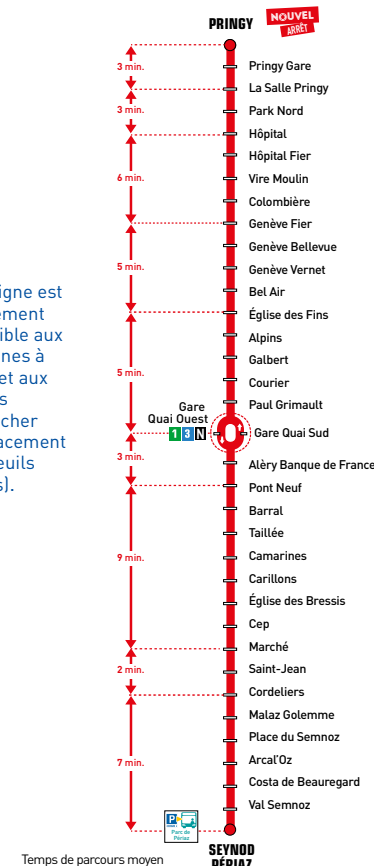 PRINGY
NOUVEL
ARRÊT
3 min.
Pringy Gare
La Salle Pringy
3 min.
Park Nord
Hôpital
Hôpital Fier
6 min.
Vire Moulin
Colombière
Genève Fier
Genève Bellevue
5 min.
Genève Vernet
Bel Air
Église des Fins
Alpins
5 min.
Galbert
Courier
Paul Grimault
Gare
Quai Ouest
1 3 N
Gare Quai Sud
3 min.
Alèry Banque de France
Pont Neuf
Barral
Taillée
9 min.
Camarines
Carillons
Église des Bressis
Cep
Marché
2 min.
Saint-Jean
Cordeliers
Malaz Golemme
Place du Semnoz
7 min.
Arcal'Oz
Costa de Beauregard
Val Semnoz
P
Parc de
Périaz
SEYNOD
PÉRIAZ
Temps de parcours moyen
igne est
ement
ible aux
nes à
et aux
s
cher
acement
euils
s).